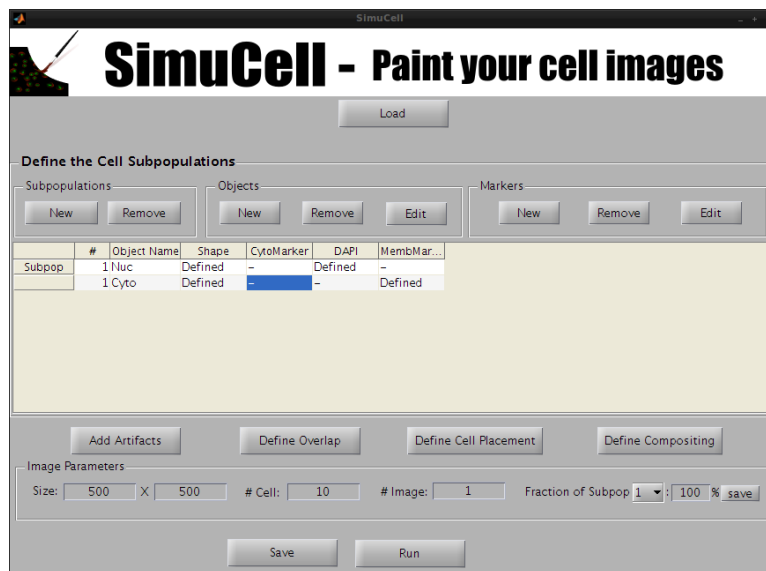 SimuCell
SimuCell - Paint your cell images
Load
Define the Cell Subpopulations
Subpopulations Objects Markers
New Remove New Remove Edit New Remove Edit
# Object Name Shape CytoMarker DAPI MembMar...
Subpop 1 Nuc Defined – Defined –
1 Cyto Defined – – Defined
Add Artifacts Define Overlap Define Cell Placement Define Compositing
Image Parameters
Size: 500 X 500 # Cell: 10 # Image: 1 Fraction of Subpop 1 : 100 % save
Save Run